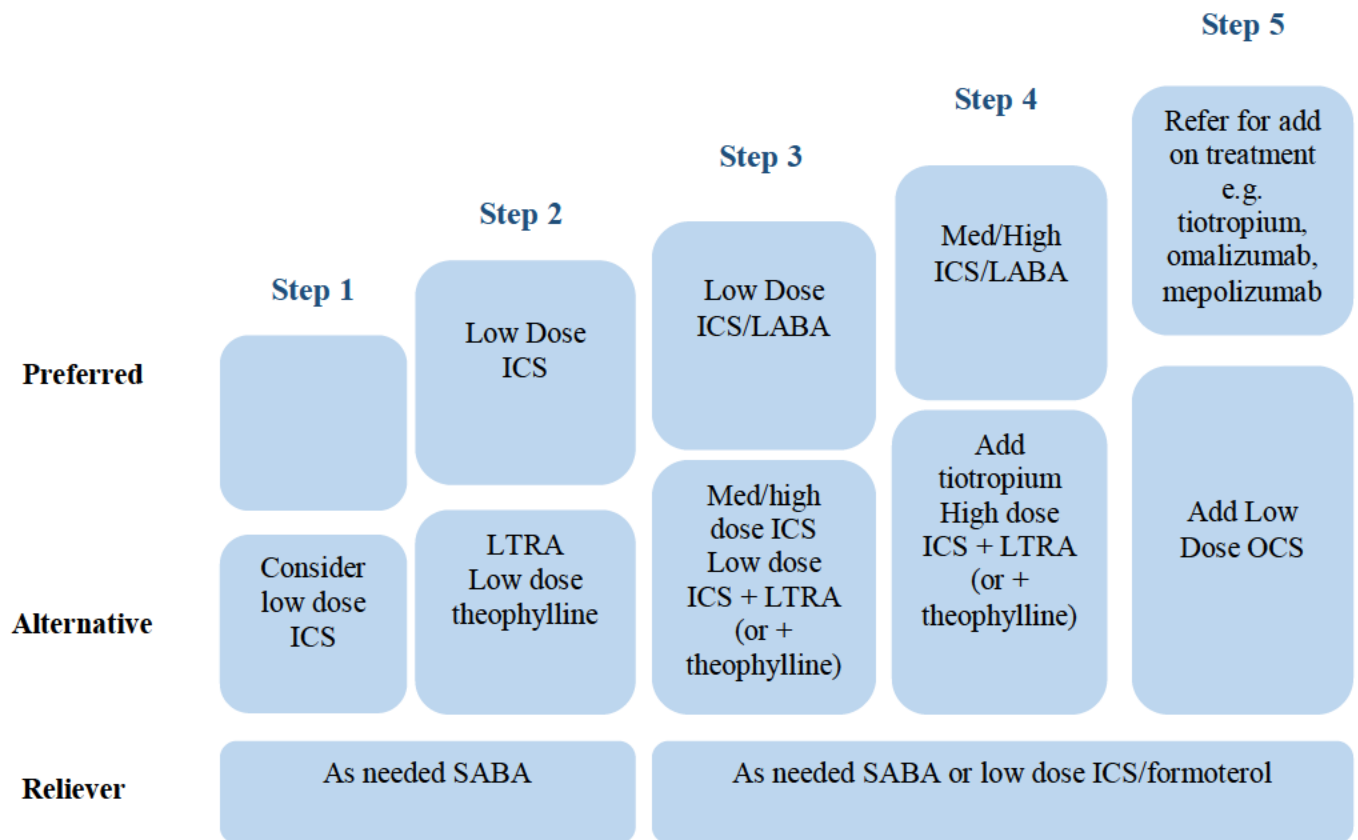 Step 1
Step 2
Step 3
Step 4
Step 5
Preferred
Low Dose
ICS
Low Dose
ICS/LABA
Med/High
ICS/LABA
Refer for add
on treatment
e.g.
tiotropium,
omalizumab,
mepolizumab
Alternative
Consider
low dose
ICS
LTRA
Low dose
theophylline
Med/high
dose ICS
Low dose
ICS + LTRA
(or +
theophylline)
Add
tiotropium
High dose
ICS + LTRA
(or +
theophylline)
Add Low
Dose OCS
Reliever
As needed SABA
As needed SABA or low dose ICS/formoterol